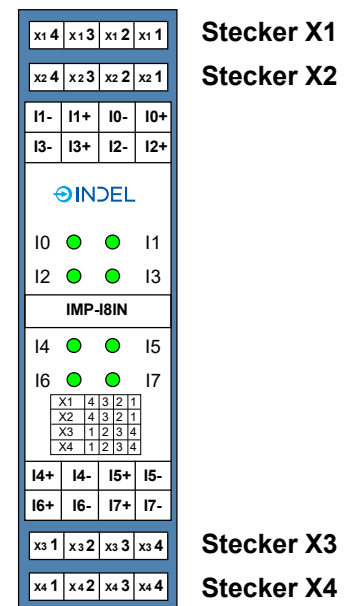 x1 4 x1 3 x1 2 x1 1 Stecker X1
x2 4 x2 3 x2 2 x2 1 Stecker X2
I1- I1+ I0- I0+
I3- I3+ I2- I2+
INDEL
I0 I1
I2 I3
IMP-I8IN
I4 I5
I6 I7
X1 4 3 2 1
X2 4 3 2 1
X3 1 2 3 4
X4 1 2 3 4
I4+ I4- I5+ I5-
I6+ I6- I7+ I7-
x3 1 x3 2 x3 3 x3 4 Stecker X3
x4 1 x4 2 x4 3 x4 4 Stecker X4